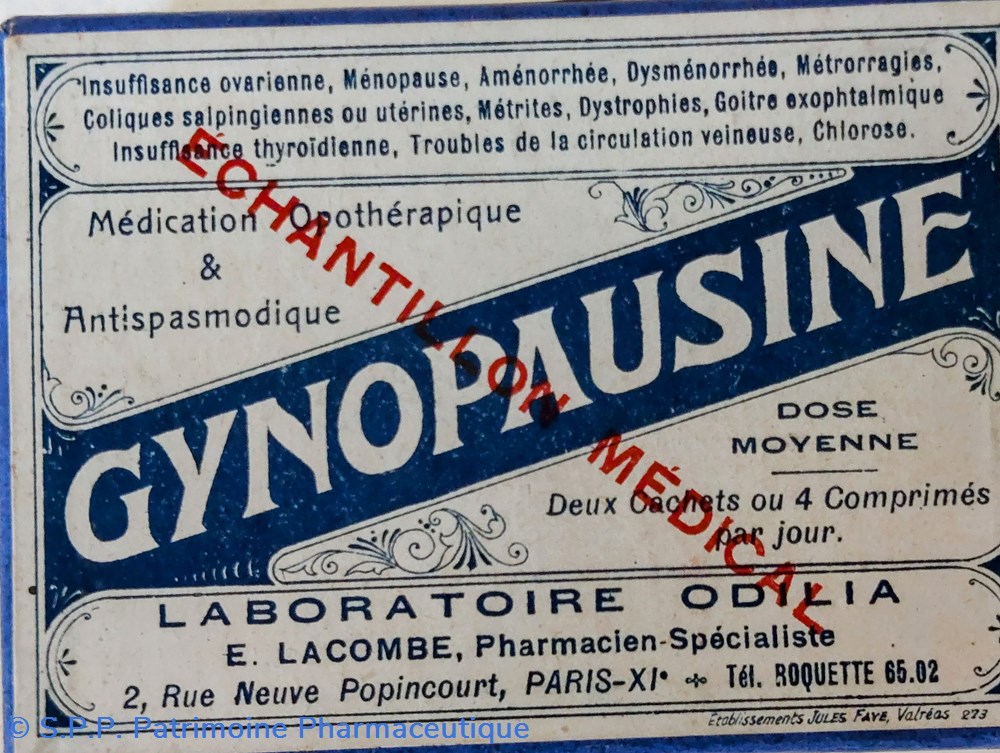 Insuffisance ovarienne, Ménopause, Aménorrhée, Dysménorrhée, Métrorragies,
Coliques salpingiennes ou utérines, Métrites, Dystrophies, Goitre exophtalmique
Insuffisance thyroïdienne, Troubles de la circulation veineuse, Chlorose.
Médication Opothérapique
&
Antispasmodique
ÉCHANTILLON MÉDICAL
GYNOPAUSINE
DOSE
MOYENNE
Deux Cachets ou 4 Comprimés
par jour.
LABORATOIRE ODILIA
E. LACOMBE, Pharmacien-Spécialiste
2, Rue Neuve Popincourt, PARIS-XIe Tél. ROQUETTE 65.02
Établissements JULES FAYE, Valréas 273
© S.P.P. Patrimoine Pharmaceutique